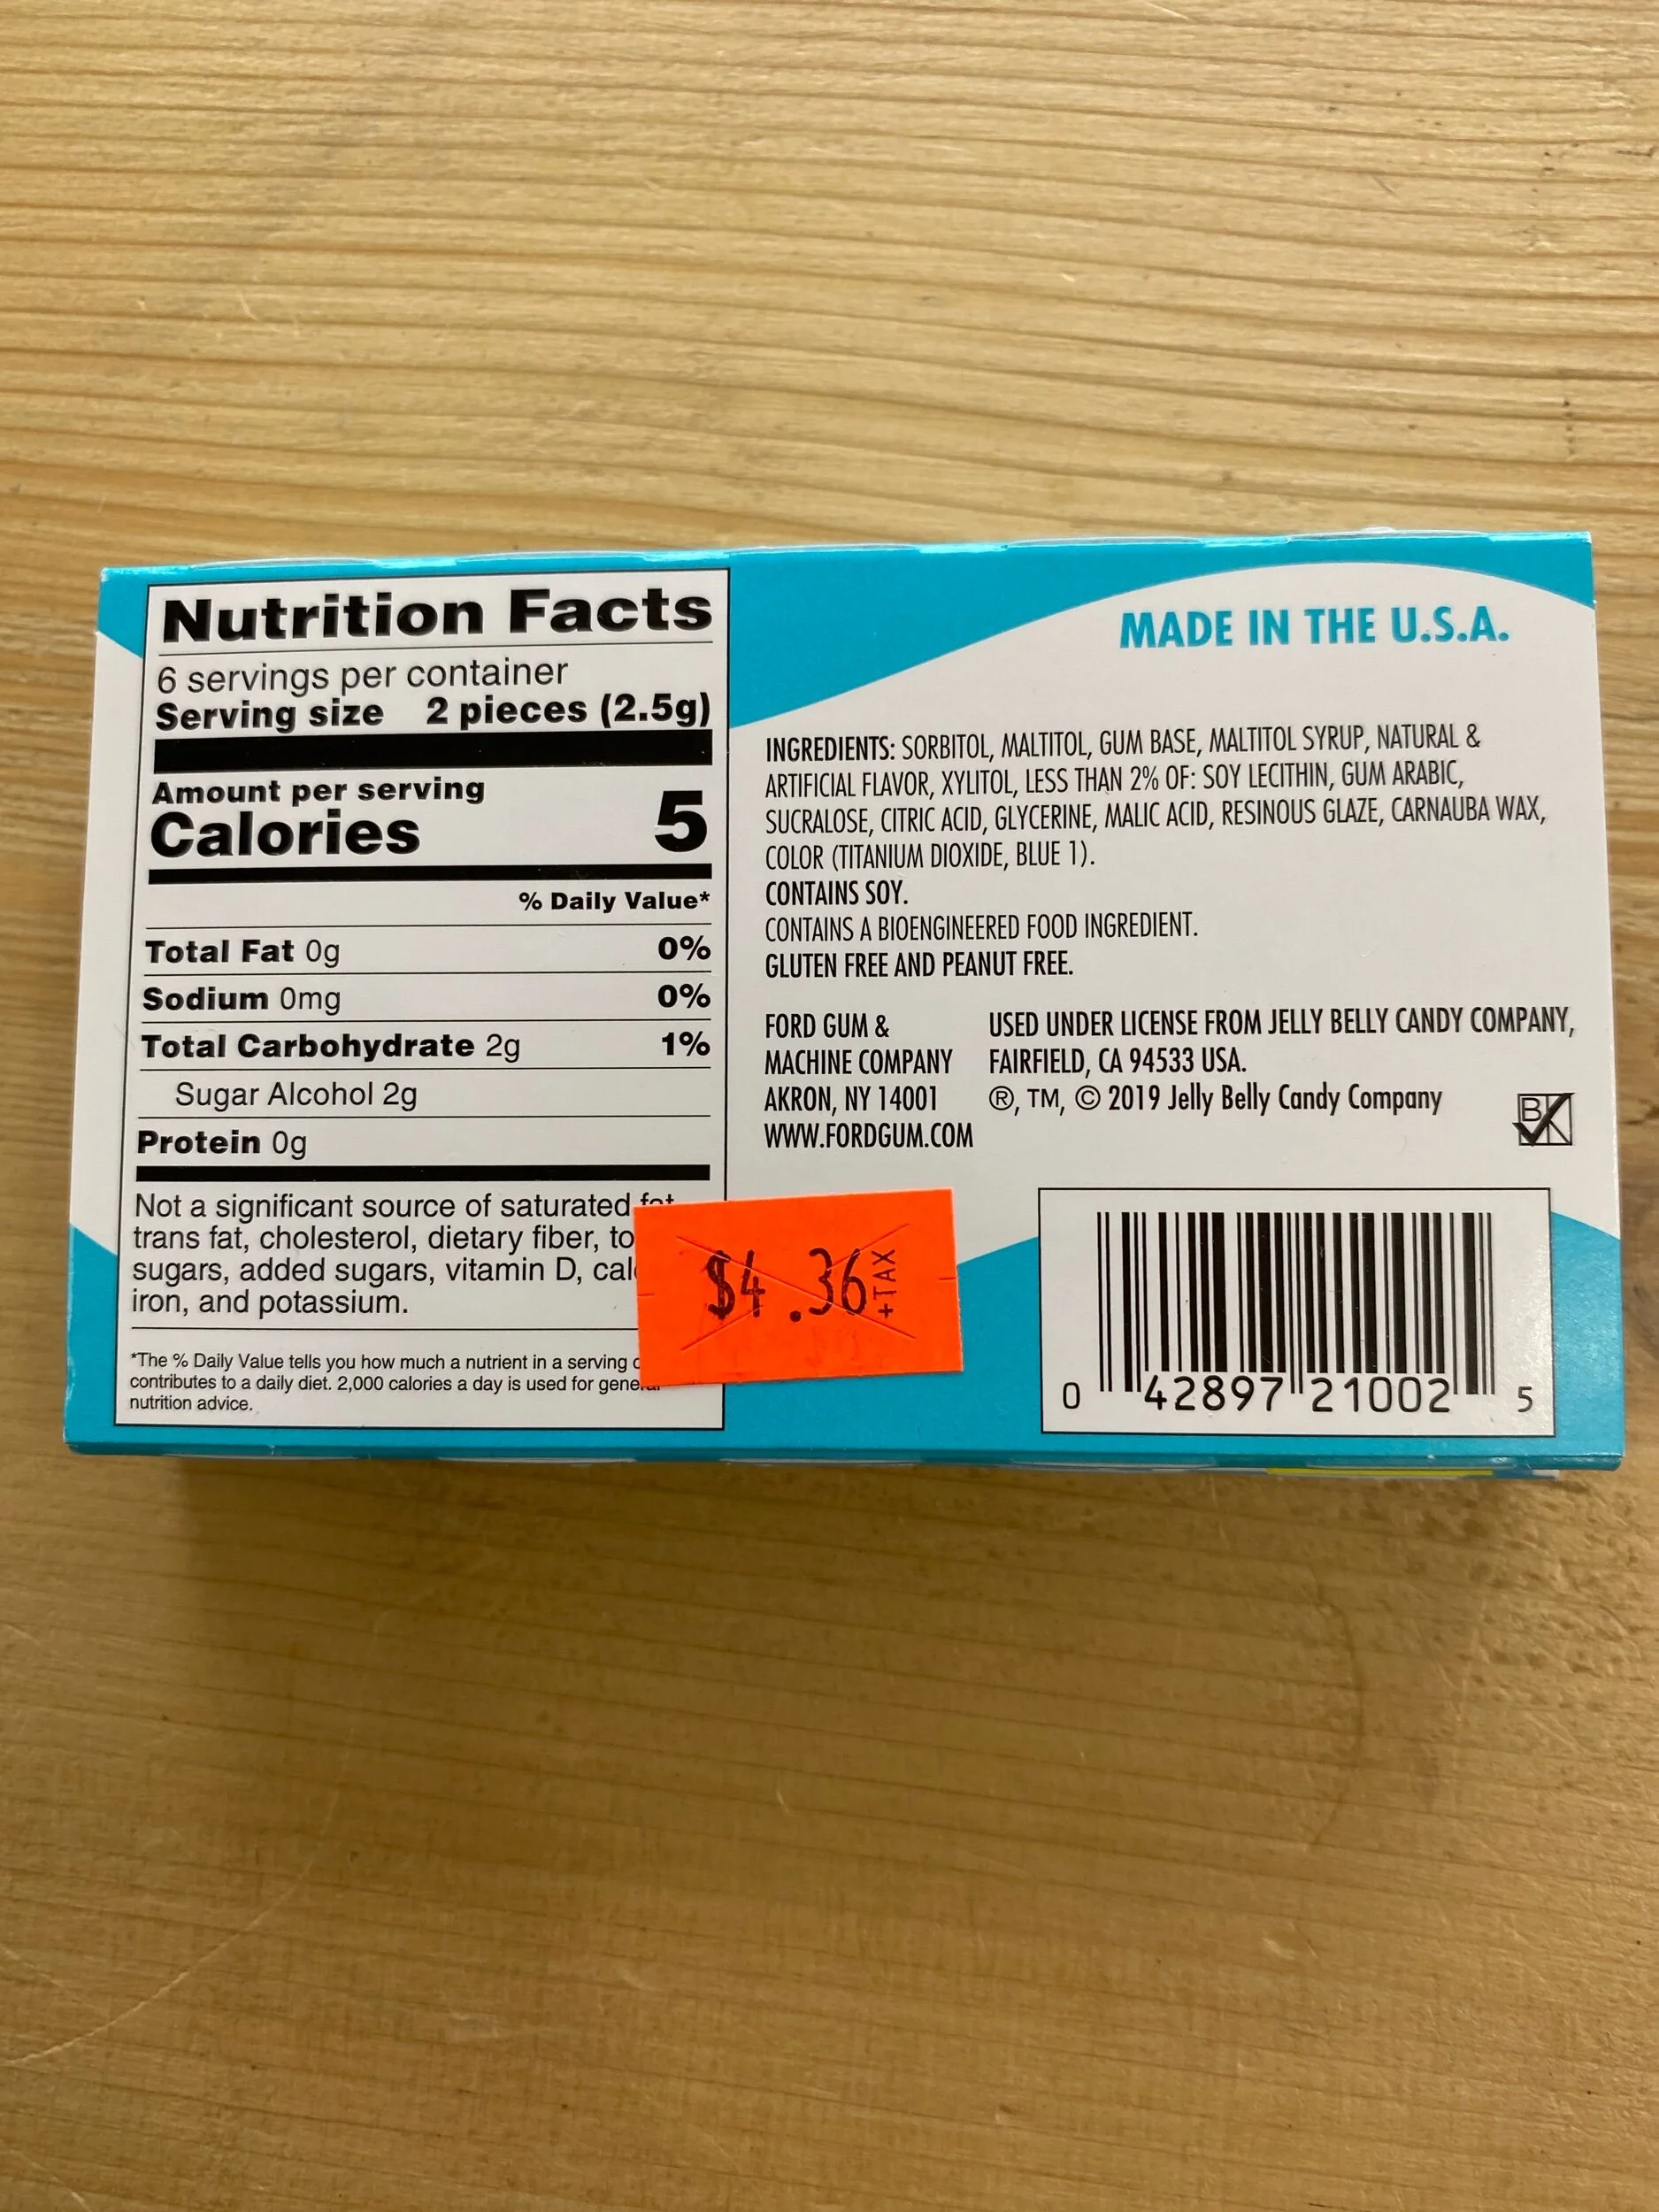 Nutrition Facts
6 servings per container
Serving size 2 pieces (2.5g)
Amount per serving
Calories 5
% Daily Value*
Total Fat 0g 0%
Sodium 0mg 0%
Total Carbohydrate 2g 1%
Sugar Alcohol 2g
Protein 0g
Not a significant source of saturated fat
trans fat, cholesterol, dietary fiber,
sugars, added sugars, vitamin D,
iron, and potassium.
*The % Daily Value tells you how much a nutrient in a serving
contributes to a daily diet. 2,000 calories a day is used for general
nutrition advice.
MADE IN THE U.S.A.
INGREDIENTS: SORBITOL, MALTITOL, GUM BASE, MALTITOL SYRUP, NATURAL &
ARTIFICIAL FLAVOR, XYLITOL, LESS THAN 2% OF: SOY LECITHIN, GUM ARABIC,
SUCRALOSE, CITRIC ACID, GLYCERINE, MALIC ACID, RESINOUS GLAZE, CARNAUBA WAX,
COLOR (TITANIUM DIOXIDE, BLUE 1).
CONTAINS SOY.
CONTAINS A BIOENGINEERED FOOD INGREDIENT.
GLUTEN FREE AND PEANUT FREE.
FORD GUM &
MACHINE COMPANY
AKRON, NY 14001
WWW.FORDGUM.COM
USED UNDER LICENSE FROM JELLY BELLY CANDY COMPANY,
FAIRFIELD, CA 94533 USA.
®, TM, © 2019 Jelly Belly Candy Company
BK
$4.36 +TAX
0 42897 21002 5